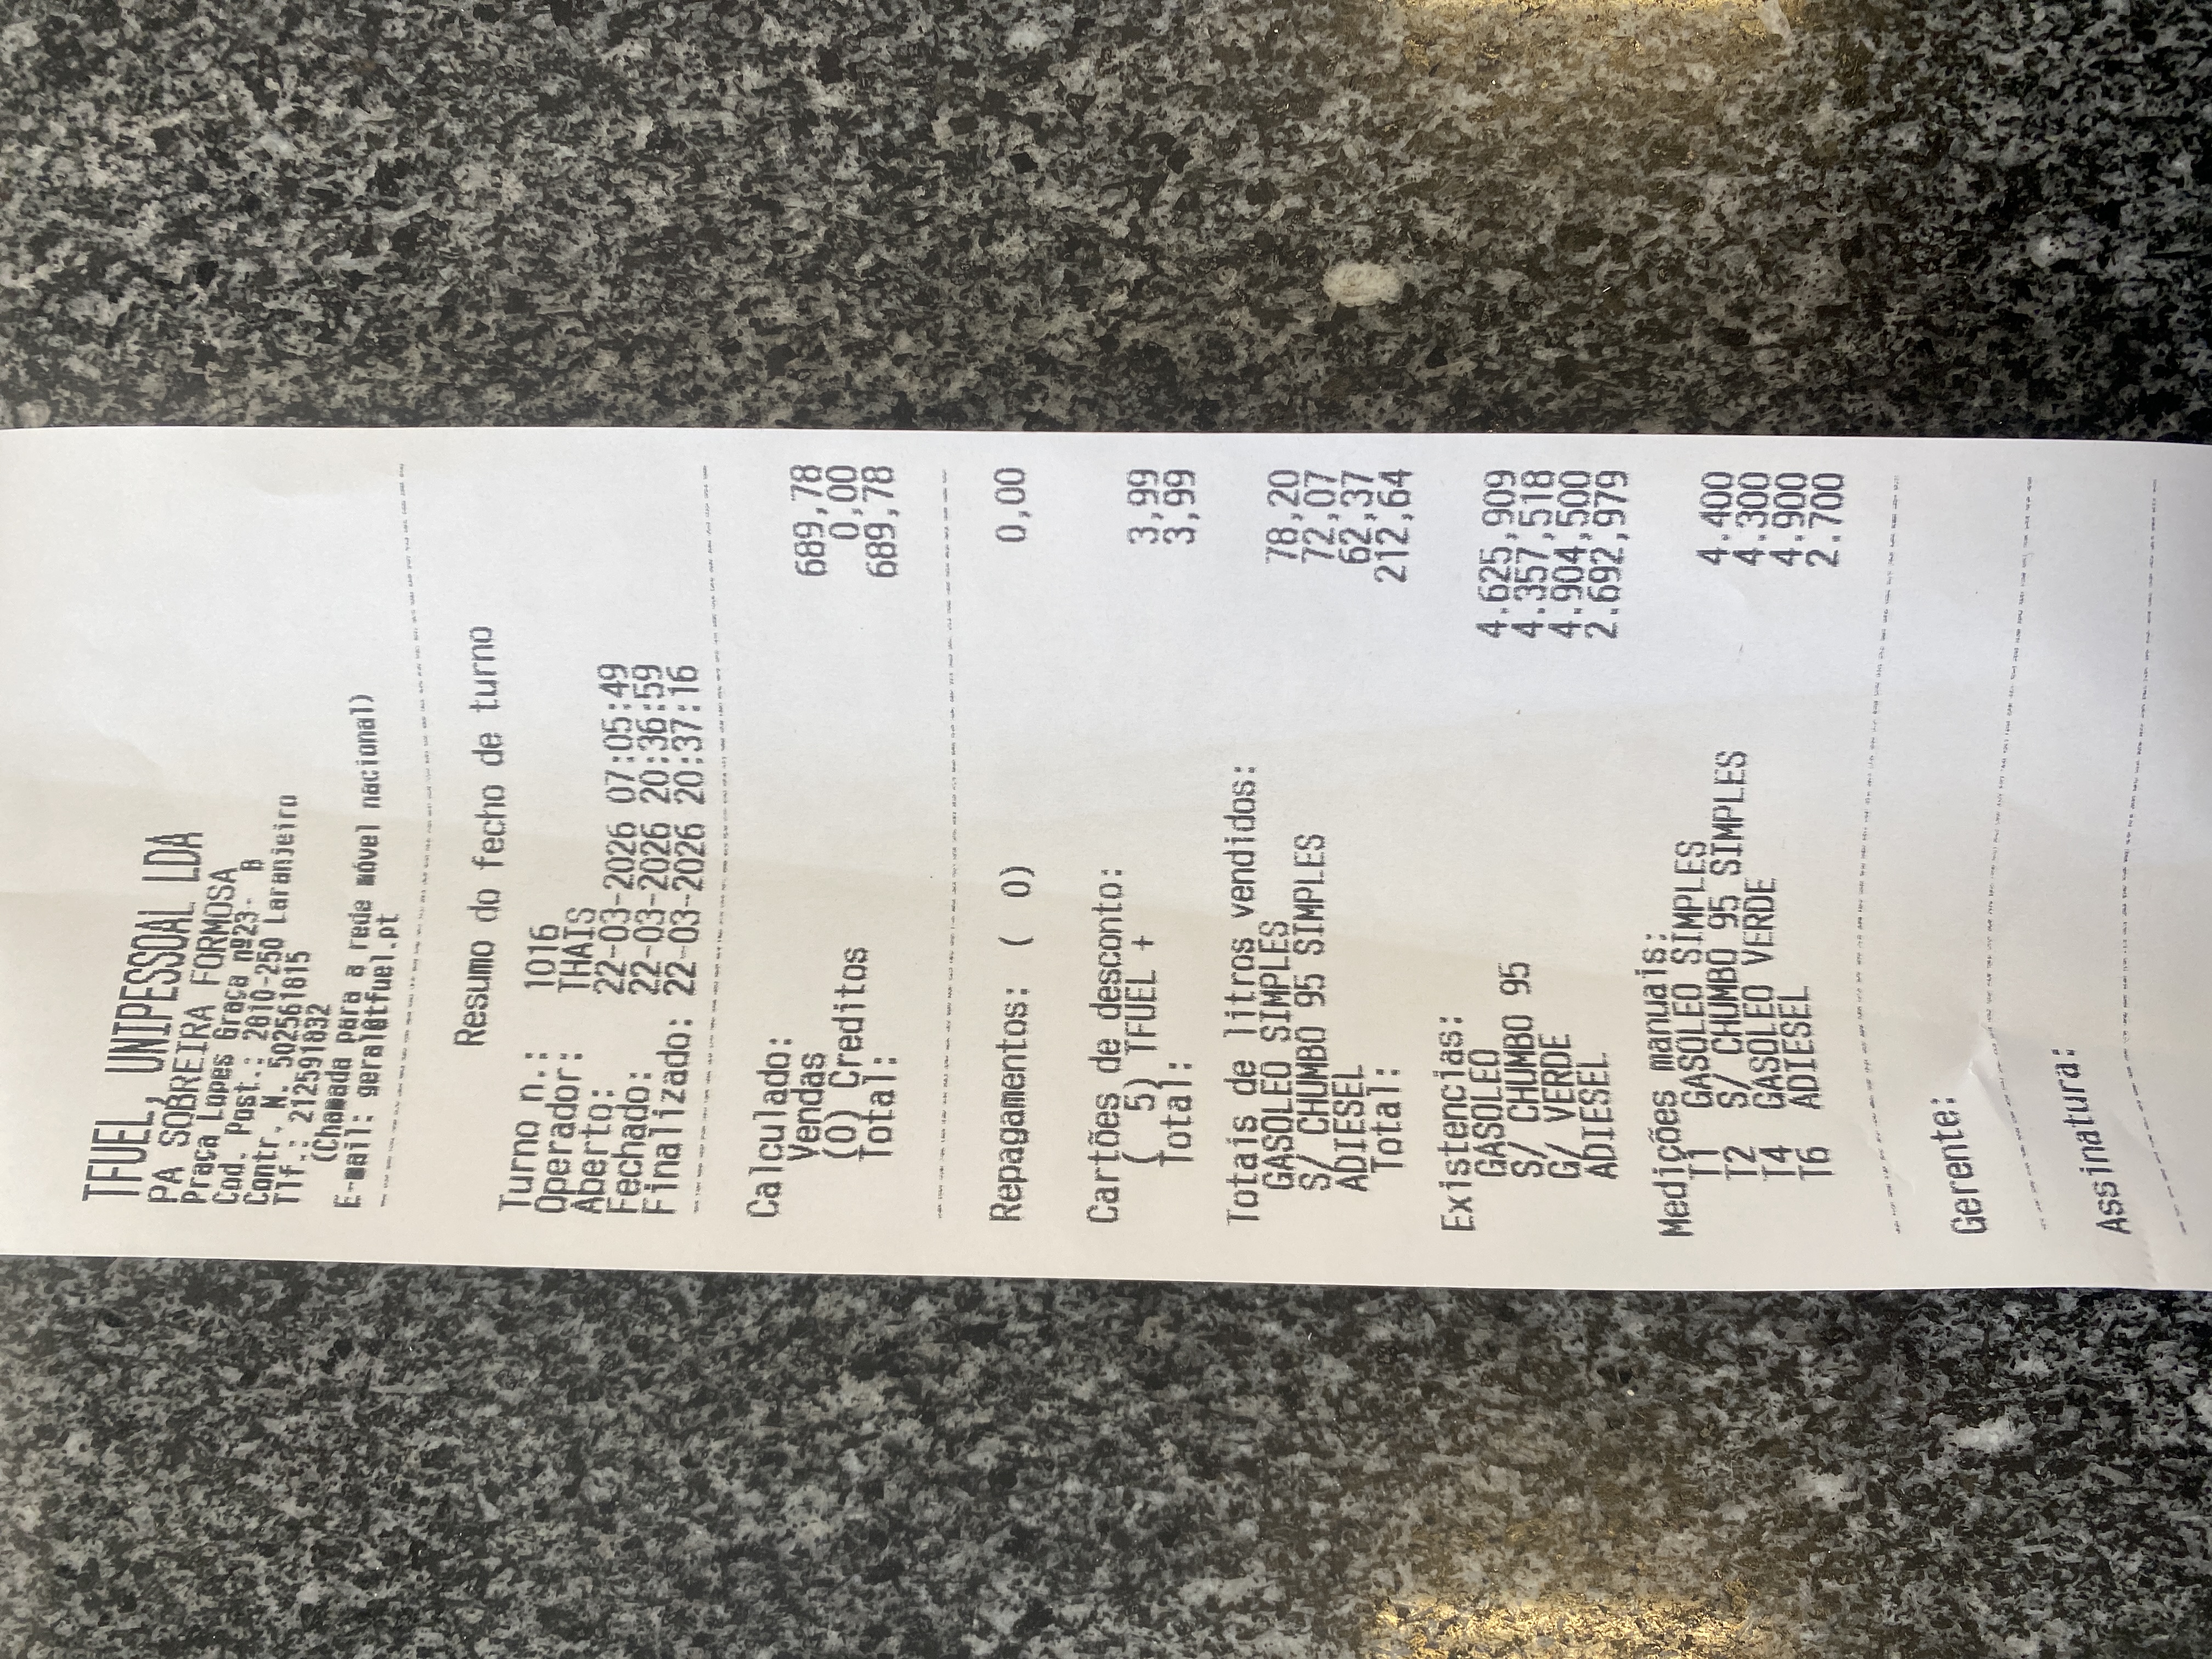 TFUEL, UNIPESSOAL LDA
PA SOBREIRA FORMOSA
Praça Lopes Graça nº23- B
Cod. Post.: 2810-250 Laranjeiro
Contr. N. 502561815
Tlf.: 212591832
(Chamada para a rede móvel nacional)
E-mail: geral@tfuel.pt
Resumo do fecho de turno
Turno n.: 1016
Operador: THAIS
Aberto: 22-03-2026 07:05:49
Fechado: 22-03-2026 20:36:59
Finalizado: 22-03-2026 20:37:16
Calculado:
Vendas 689,78
(0) Creditos 0,00
Total: 689,78
Repagamentos: ( 0) 0,00
Cartões de desconto:
( 5) TFUEL + 3,99
Total: 3,99
Totais de litros vendidos:
GASOLEO SIMPLES 78,20
S/ CHUMBO 95 SIMPLES 72,07
ADIESEL 62,37
Total: 212,64
Existencias:
GASOLEO 4.625,909
S/ CHUMBO 95 4.357,518
G/ VERDE 4.904,500
ADIESEL 2.692,979
Medições manuais:
T1 GASOLEO SIMPLES 4.400
T2 S/ CHUMBO 95 SIMPLES 4.300
T4 GASOLEO VERDE 4.900
T6 ADIESEL 2.700
Gerente:
Assinatura: